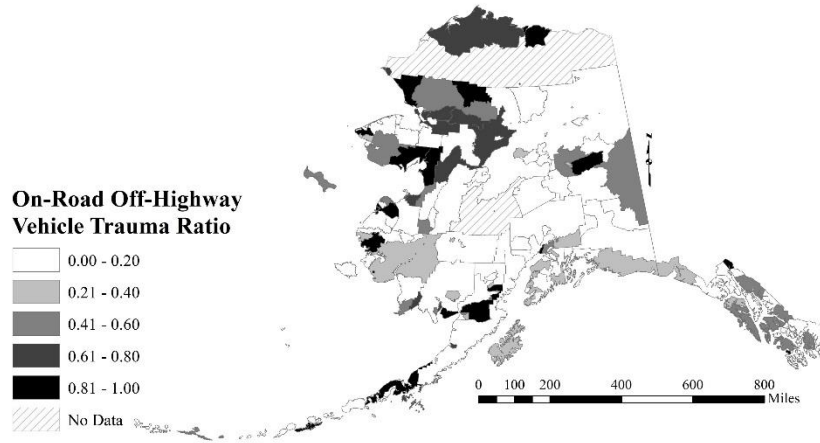 On-Road Off-Highway
Vehicle Trauma Ratio
0.00 - 0.20
0.21 - 0.40
0.41 - 0.60
0.61 - 0.80
0.81 - 1.00
No Data
0 100 200 400 600 800
Miles